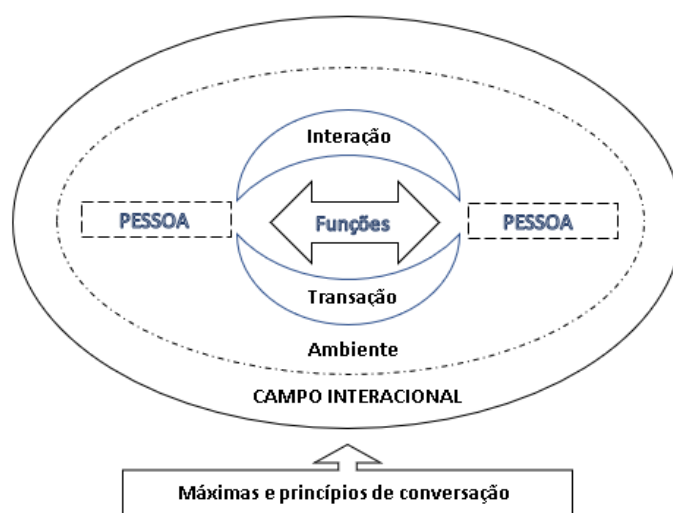 Interação
PESSOA
Funções
PESSOA
Transação
Ambiente
CAMPO INTERACIONAL
Máximas e princípios de conversação